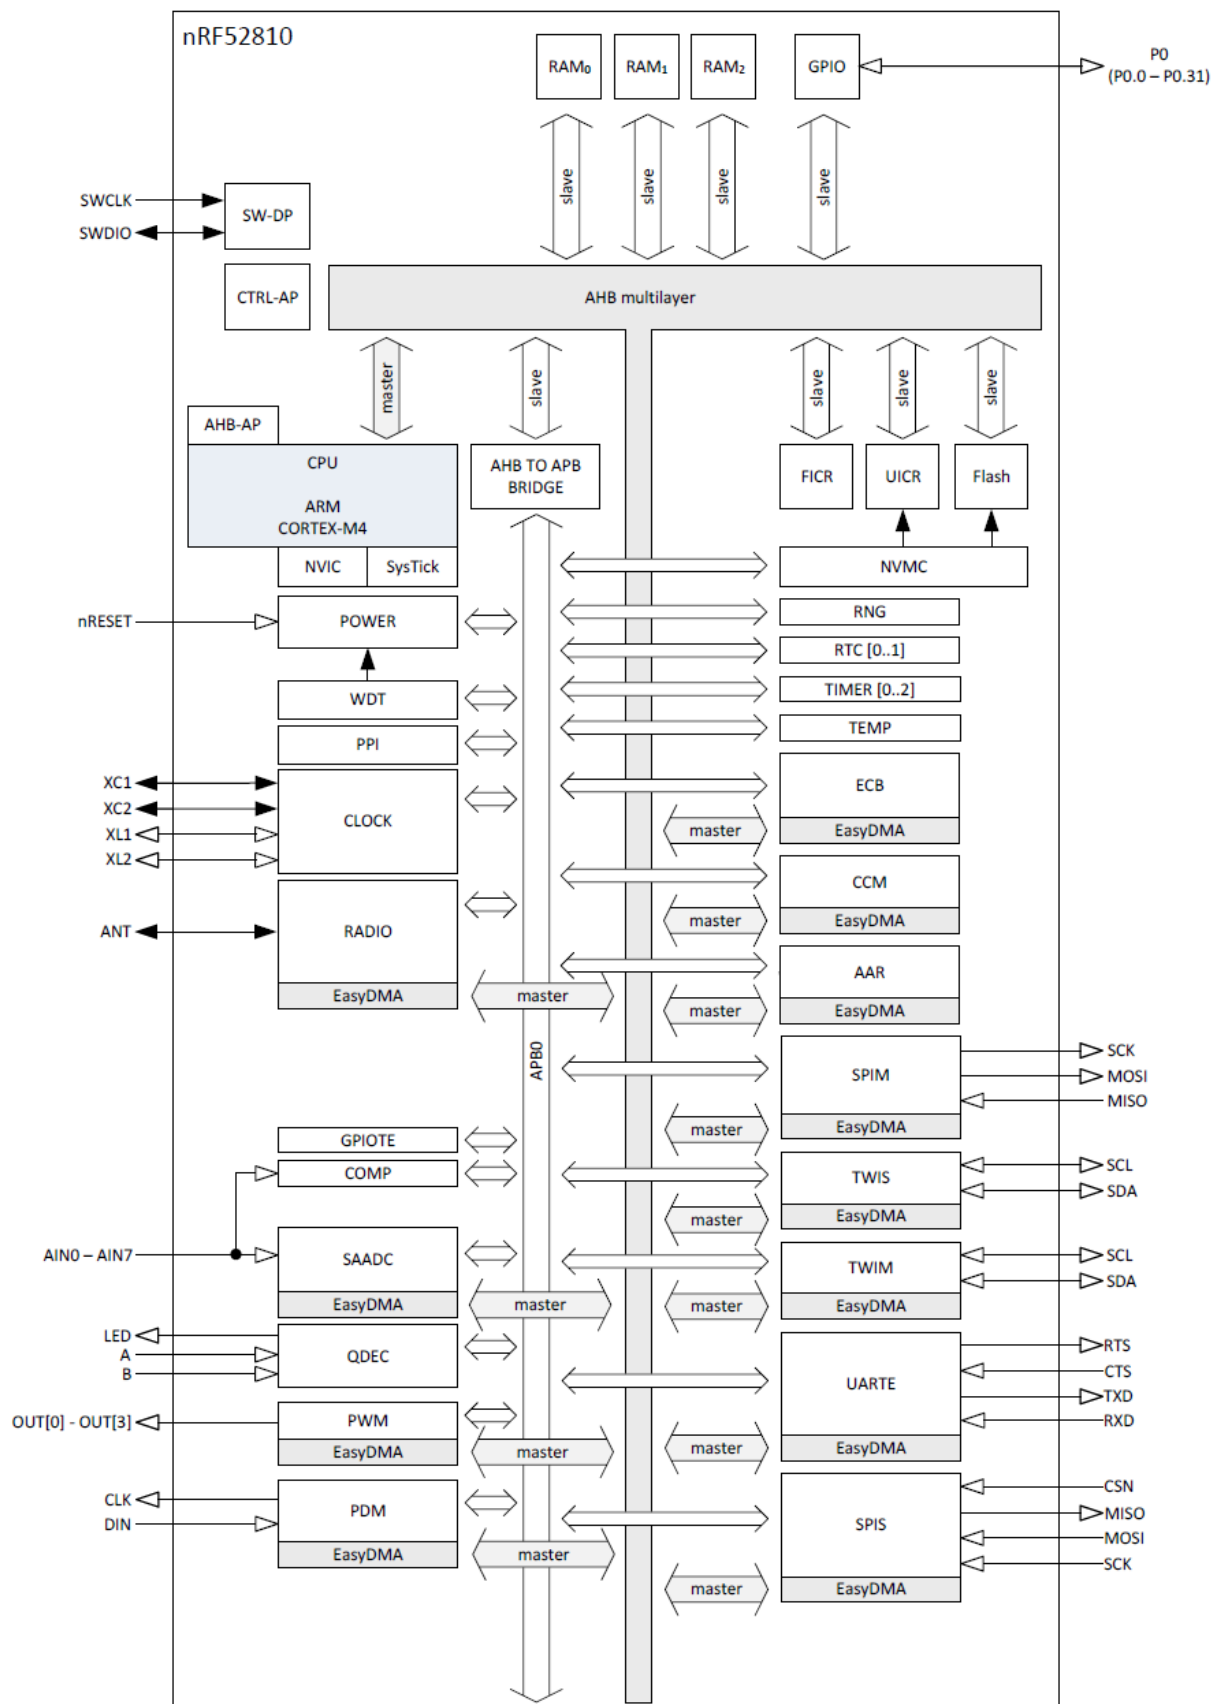 nRF52810
RAM₀
RAM₁
RAM₂
GPIO
P0
(P0.0 – P0.31)
slave
slave
slave
slave
SWCLK
SWDIO
SW-DP
CTRL-AP
AHB multilayer
master
slave
slave
slave
slave
AHB-AP
CPU
ARM
CORTEX-M4
NVIC
SysTick
AHB TO APB
BRIDGE
FICR
UICR
Flash
NVMC
nRESET
POWER
RNG
RTC [0..1]
WDT
TIMER [0..2]
PPI
TEMP
XC1
XC2
XL1
XL2
CLOCK
ECB
master
EasyDMA
CCM
master
EasyDMA
ANT
RADIO
EasyDMA
master
AAR
master
EasyDMA
APB0
SPIM
SCK
MOSI
MISO
master
EasyDMA
GPIOTE
COMP
TWIS
SCL
SDA
master
EasyDMA
AIN0 – AIN7
SAADC
EasyDMA
master
TWIM
SCL
SDA
master
EasyDMA
LED
A
B
QDEC
UARTE
RTS
CTS
TXD
RXD
master
EasyDMA
OUT[0] - OUT[3]
PWM
EasyDMA
master
CLK
DIN
PDM
EasyDMA
master
SPIS
CSN
MISO
MOSI
SCK
master
EasyDMA